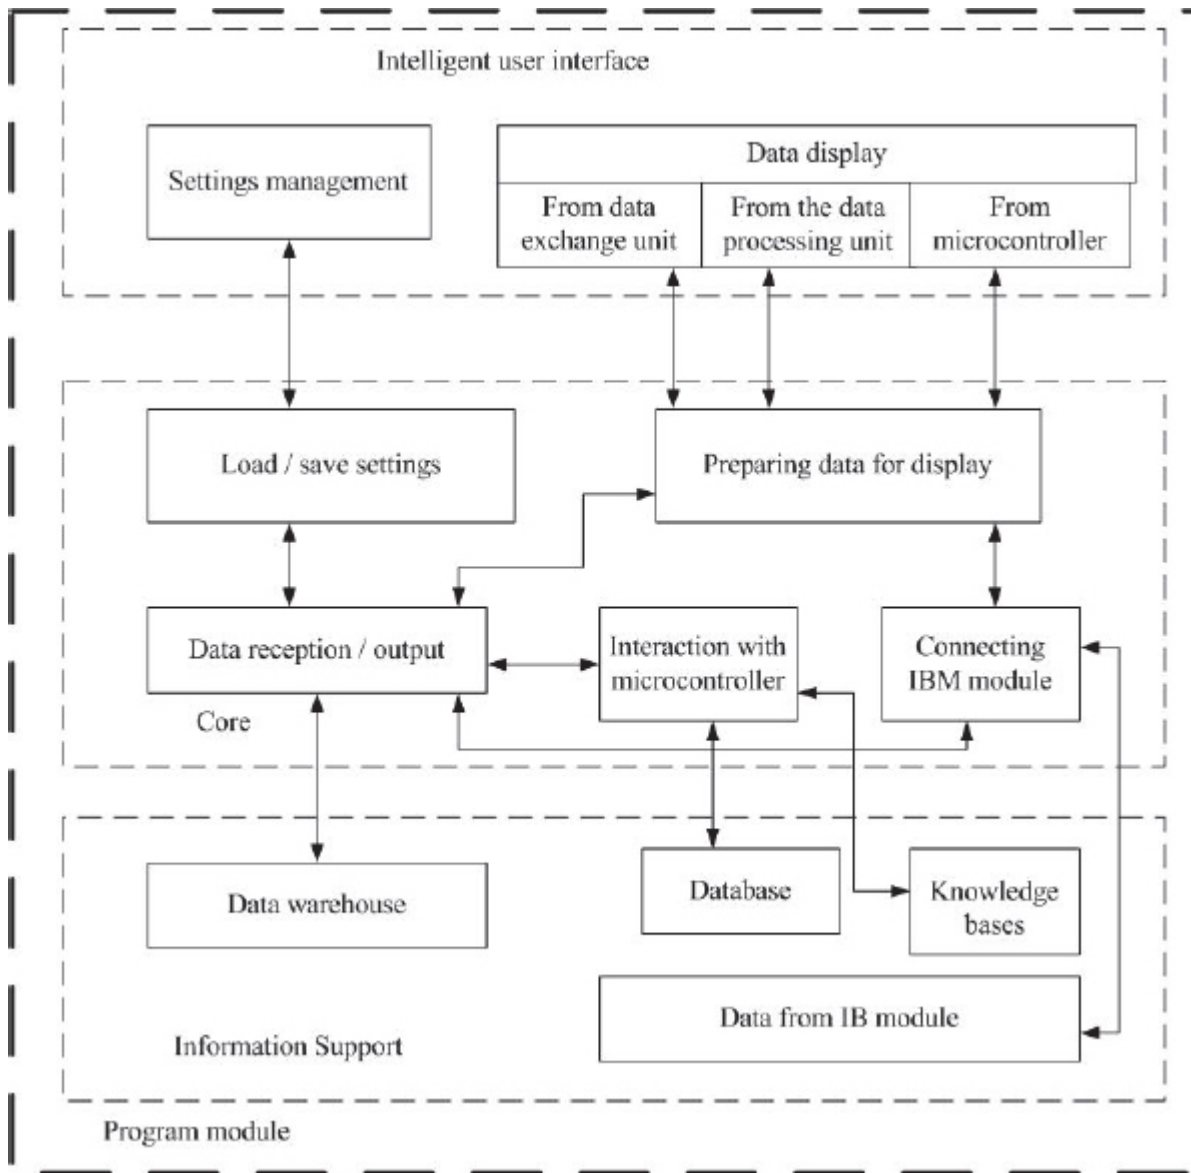 Intelligent user interface
Settings management
Data display
From data
exchange unit
From the data
processing unit
From
microcontroller
Load / save settings
Preparing data for display
Data reception / output
Interaction with
microcontroller
Connecting
IBM module
Core
Data warehouse
Database
Knowledge
bases
Data from IB module
Information Support
Program module